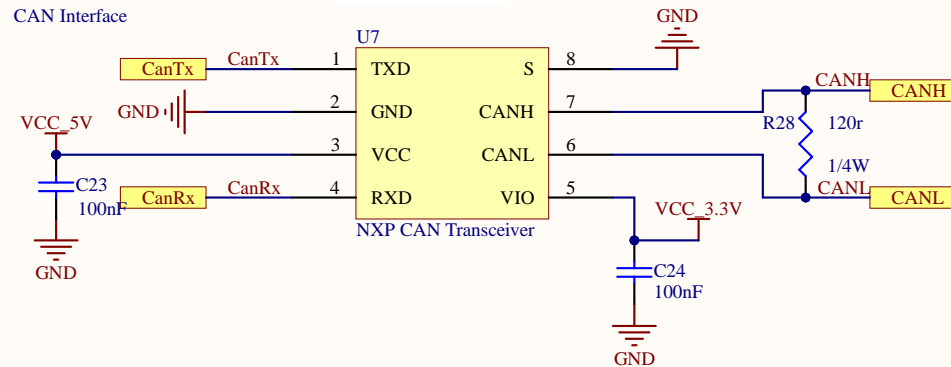 CAN Interface
GND
U7
CanTx CanTx 1 TXD S 8
CANH CANH
GND 2 GND CANH 7
R28 120r
VCC_5V
3 VCC CANL 6
1/4W
C23 CANL
100nF CanRx CanRx 4 RXD VIO 5 CANL
VCC_3.3V
NXP CAN Transceiver
GND
C24
100nF
GND